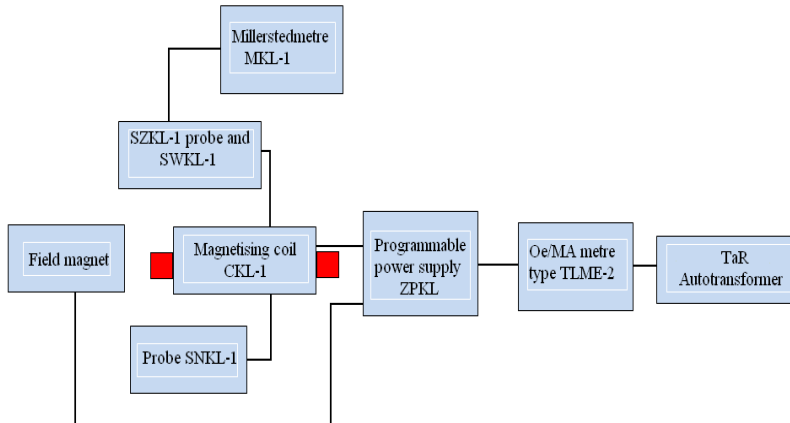 Millerstedmetre
MKL-1
SZKL-1 probe and
SWKL-1
Field magnet
Magnetising coil
CKL-1
Programmable
power supply
ZPKL
Oe/MA metre
type TLME-2
TaR
Autotransformer
Probe SNKL-1